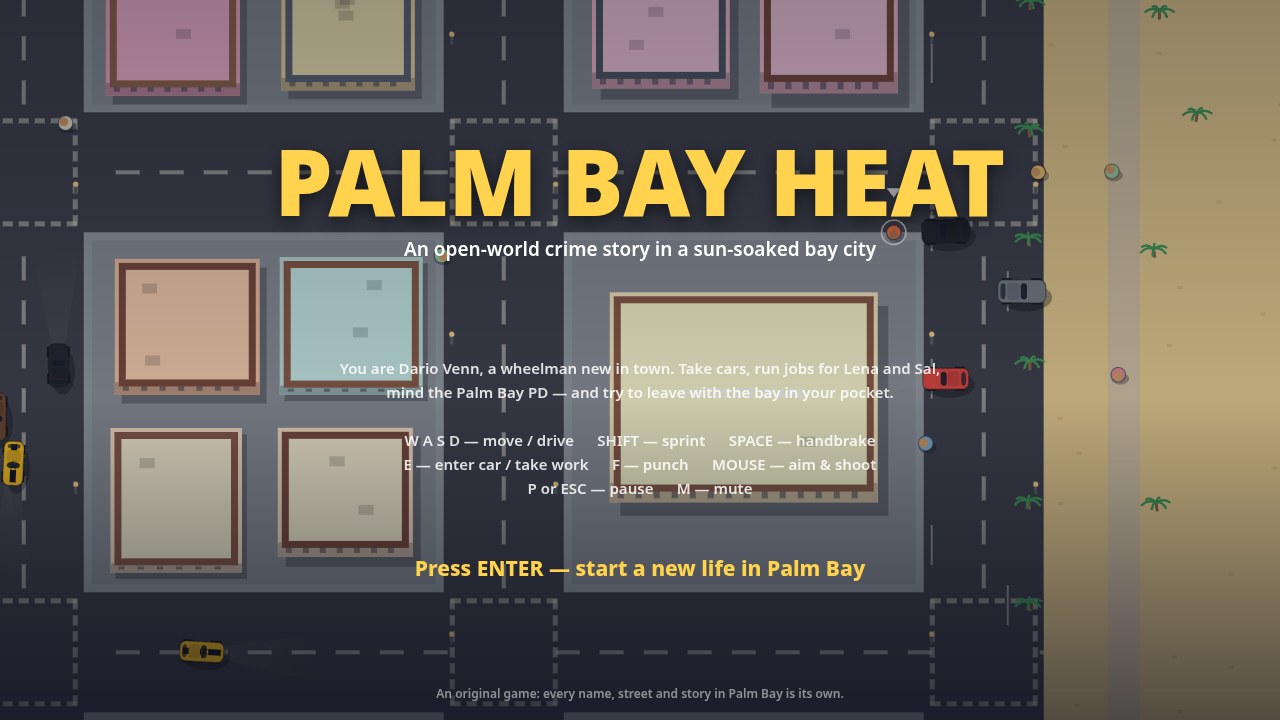 PALM BAY HEAT
An open-world crime story in a sun-soaked bay city
You are Dario Venn, a wheelman new in town. Take cars, run jobs for Lena and Sal,
mind the Palm Bay PD — and try to leave with the bay in your pocket.
W A S D — move / drive SHIFT — sprint SPACE — handbrake
E — enter car / take work F — punch MOUSE — aim & shoot
P or ESC — pause M — mute
Press ENTER — start a new life in Palm Bay
An original game: every name, street and story in Palm Bay is its own.